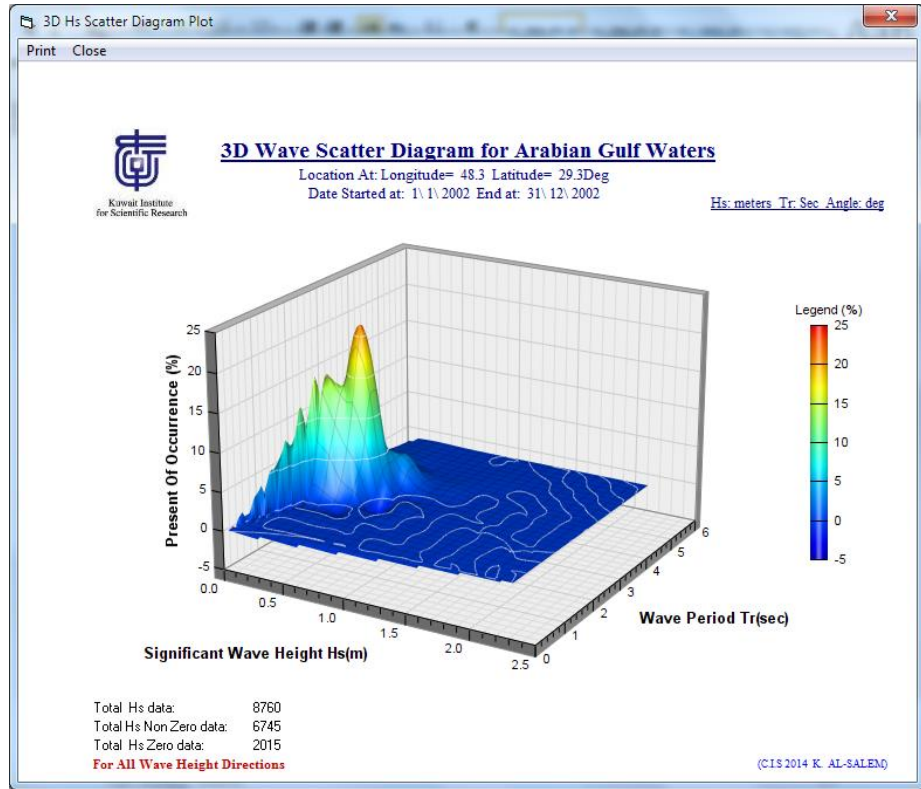 3D Hs Scatter Diagram Plot
Print Close
Kuwait Institute
for Scientific Research
3D Wave Scatter Diagram for Arabian Gulf Waters
Location At: Longitude= 48.3 Latitude= 29.3Deg
Date Started at: 1\ 1\ 2002 End at: 31\ 12\ 2002
Hs: meters Tr: Sec Angle: deg
Legend (%)
25
20
15
10
5
0
-5
Present Of Occurrence (%)
25
20
15
10
5
0
-5
0.0
0.5
1.0
1.5
2.0
2.5
Significant Wave Height Hs(m)
0
1
2
3
4
5
6
Wave Period Tr(sec)
Total Hs data: 8760
Total Hs Non Zero data: 6745
Total Hs Zero data: 2015
For All Wave Height Directions
(C.I.S 2014 K. AL-SALEM)